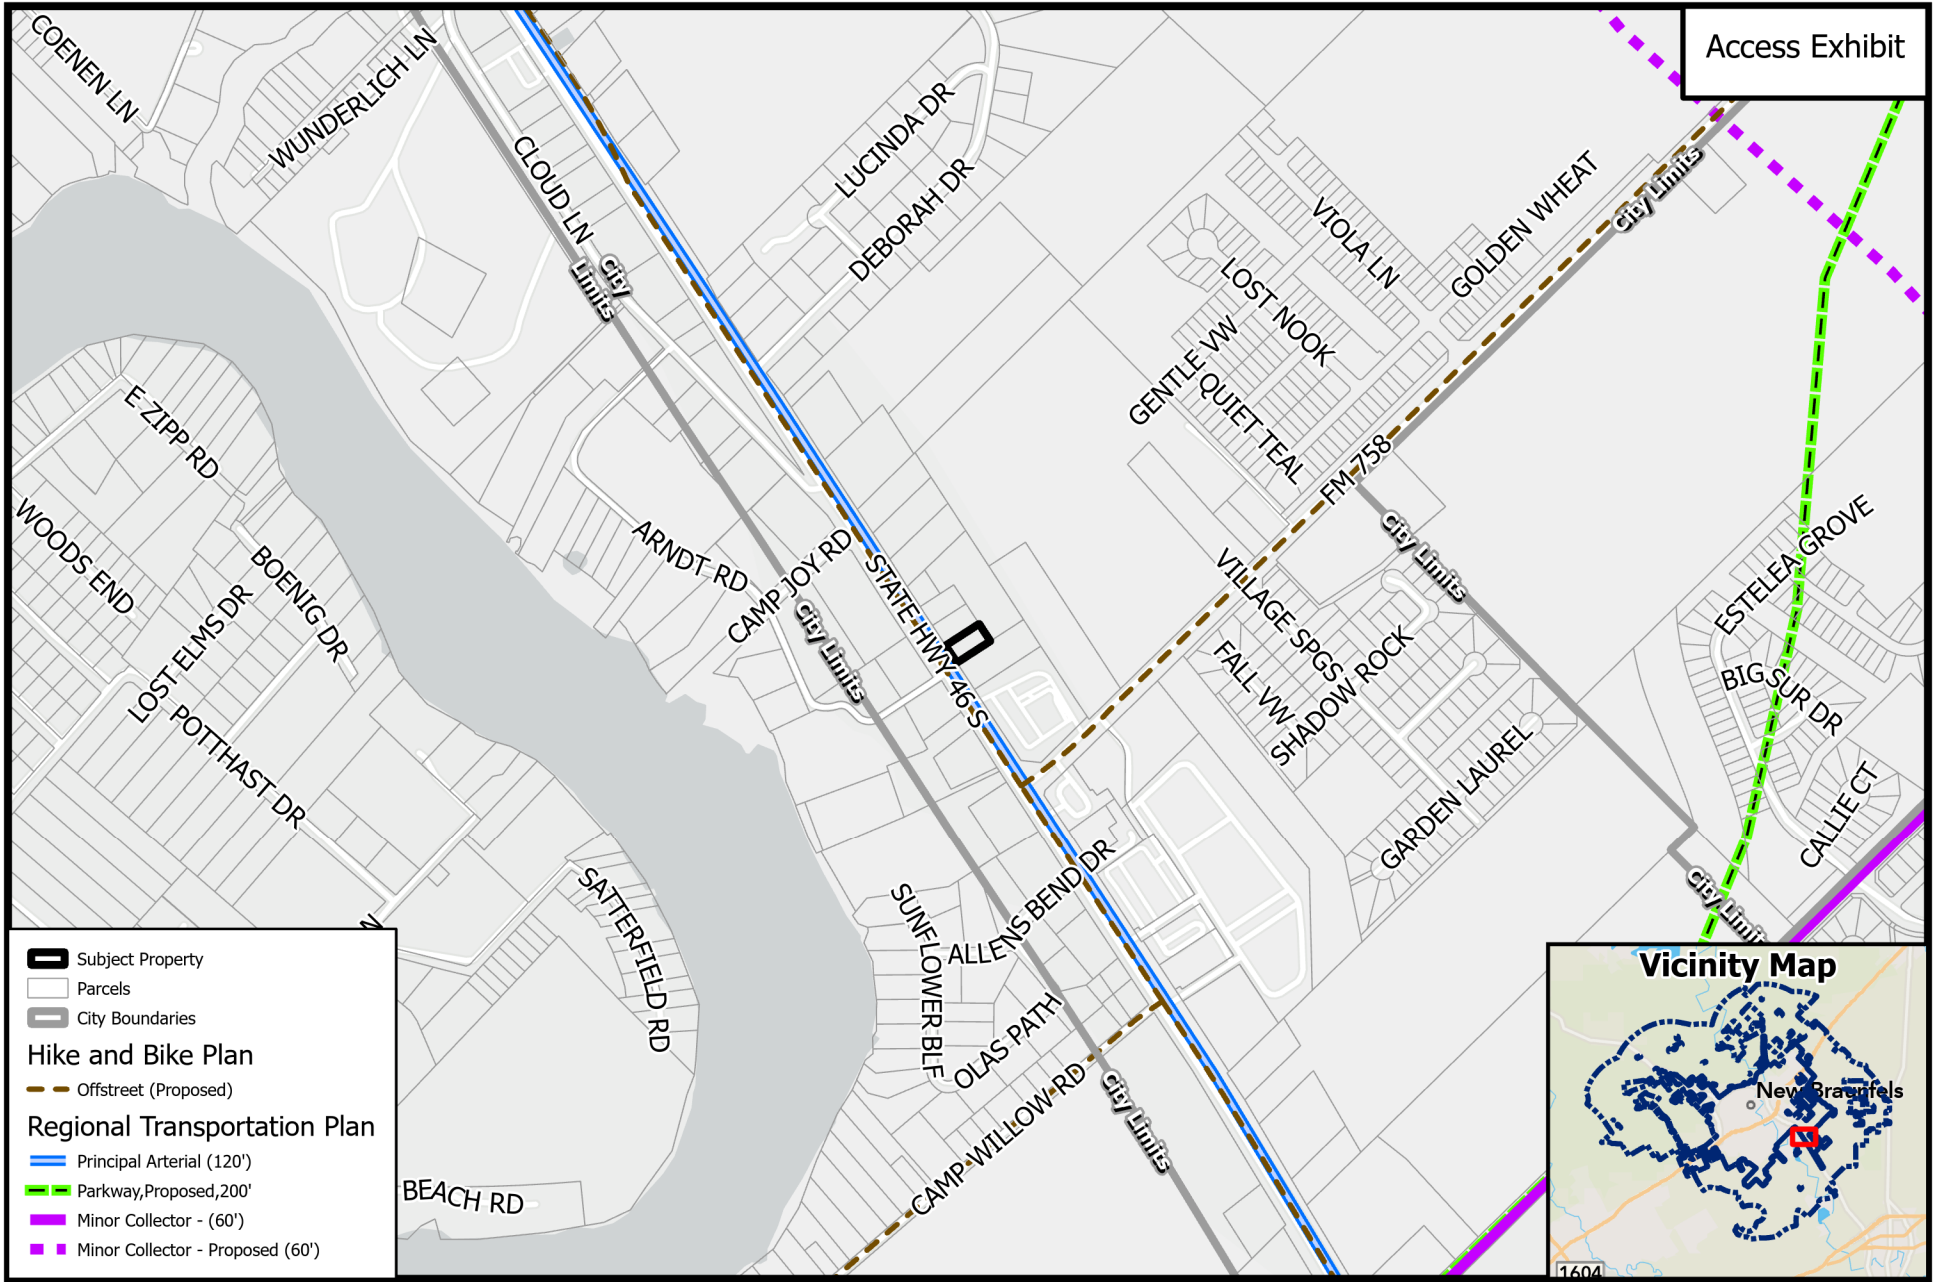 Access Exhibit
COENEN LN
WUNDERLICH LN
CLOUD LN
LUCINDA DR
DEBORAH DR
VIOLA LN
GOLDEN WHEAT
City Limits
City
Limits
LOST NOOK
GENTLE VW
QUIET TEAL
E ZIPP RD
FM 758
WOODS END
BOENIG DR
LOST ELMS DR
ARNDT RD
CAMP JOY RD
STATE HWY 46 S
City Limits
City Limits
VILLAGE SPGS
FALL VW
SHADOW ROCK
ESTELEA GROVE
BIG SUR DR
POTTHAST DR
GARDEN LAUREL
CALLIE CT
City Limit
SATTERFIELD RD
SUNFLOWER BLF
ALLENS BEND DR
OLAS PATH
CAMP WILLOW RD
City Limits
BEACH RD
N
Subject Property
Parcels
City Boundaries
Hike and Bike Plan
Offstreet (Proposed)
Regional Transportation Plan
Principal Arterial (120')
Parkway,Proposed,200'
Minor Collector - (60')
Minor Collector - Proposed (60')
Vicinity Map
New Braunfels
1604